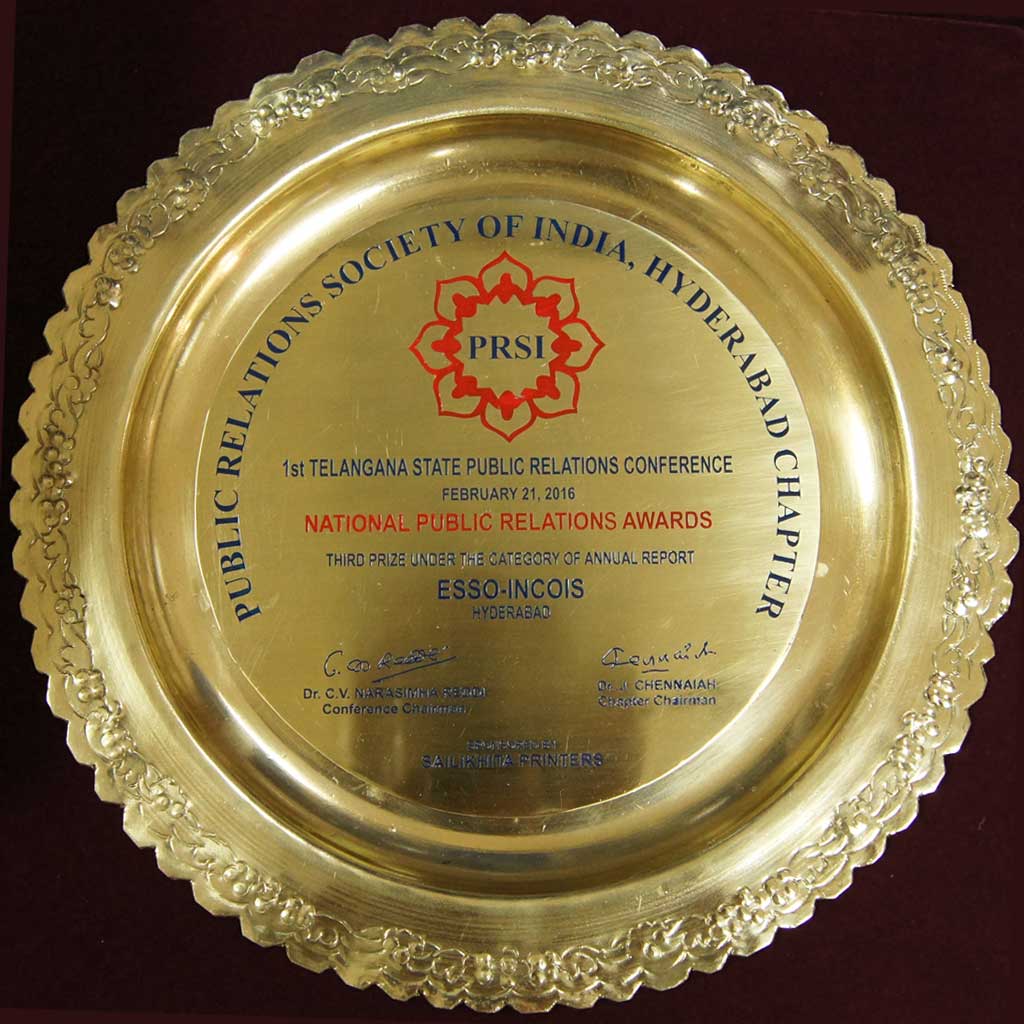 PUBLIC RELATIONS SOCIETY OF INDIA, HYDERABAD CHAPTER
PRSI
1st TELANGANA STATE PUBLIC RELATIONS CONFERENCE
FEBRUARY 21, 2016
NATIONAL PUBLIC RELATIONS AWARDS
THIRD PRIZE UNDER THE CATEGORY OF ANNUAL REPORT
ESSO-INCOIS
HYDERABAD
Dr. C.V. NARASIMHA REDDI
Conference Chairman
Dr. J. CHENNAIAH
Chapter Chairman
SPONSORED BY
SAILIKHITA PRINTERS